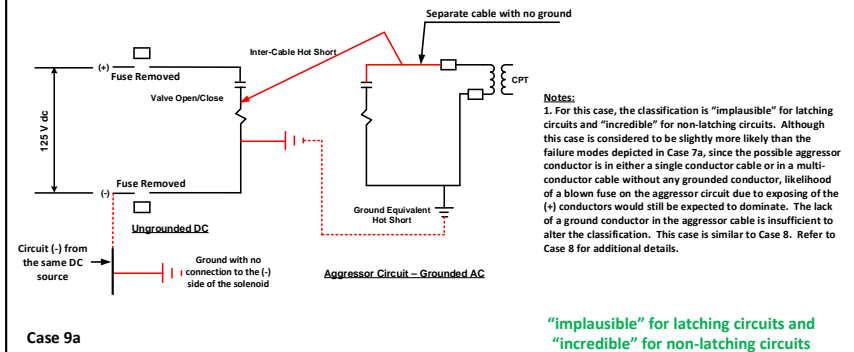 Separate cable with no ground
Inter-Cable Hot Short
(+)
Fuse Removed
CPT
Valve Open/Close
125 V dc
(-)
Fuse Removed
Ungrounded DC
Ground Equivalent
Hot Short
Circuit (-) from
the same DC
source
Ground with no
connection to the (-)
side of the solenoid
Aggressor Circuit – Grounded AC
Notes:
1. For this case, the classification is “implausible” for latching
circuits and “incredible” for non-latching circuits.  Although
this case is considered to be slightly more likely than the
failure modes depicted in Case 7a, since the possible aggressor
conductor is in either a single conductor cable or in a multi-
conductor cable without any grounded conductor, likelihood
of a blown fuse on the aggressor circuit due to exposing of the
(+) conductors would still be expected to dominate.  The lack
of a ground conductor in the aggressor cable is insufficient to
alter the classification.  This case is similar to Case 8.  Refer to
Case 8 for additional details.
Case 9a
“implausible” for latching circuits and
“incredible” for non-latching circuits